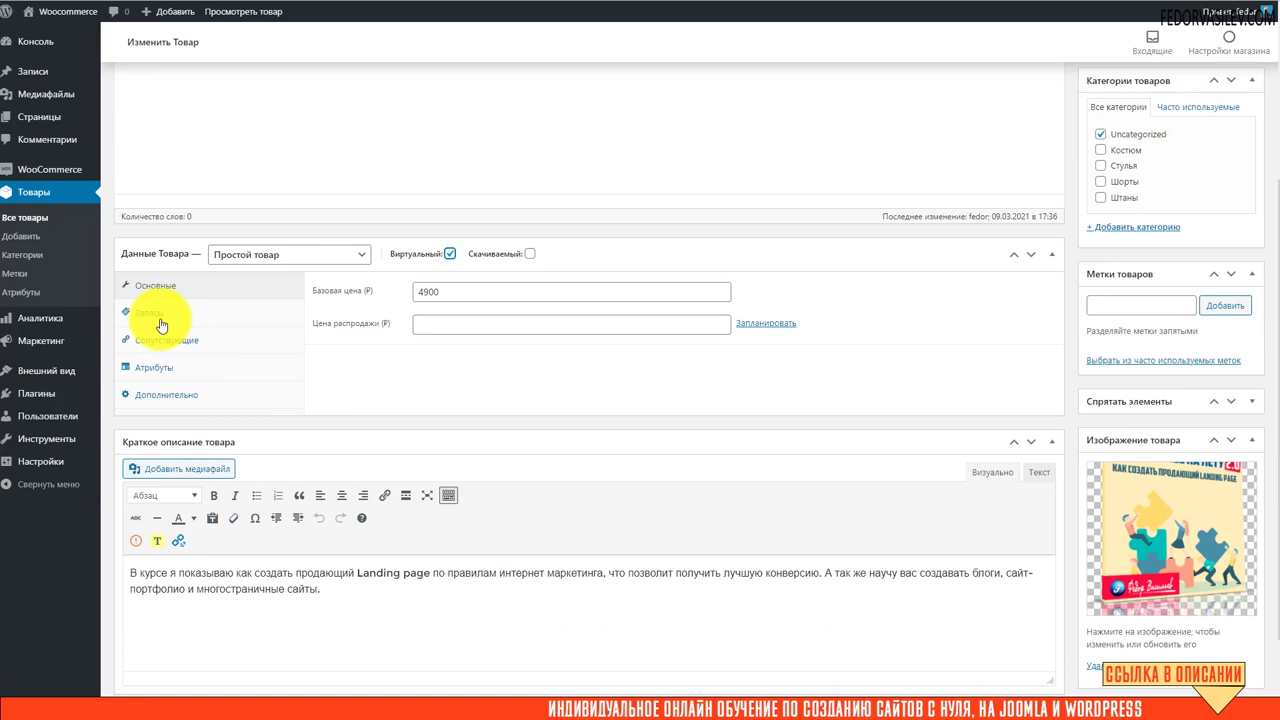 Woocommerce
0
Добавить
Просмотреть товар
Привет, fedor
FEDORVASILEV.COM
Консоль
Записи
Медиафайлы
Страницы
Комментарии
WooCommerce
Товары
Все товары
Добавить
Категории
Метки
Атрибуты
Аналитика
Маркетинг
Внешний вид
Плагины
Пользователи
Инструменты
Настройки
Свернуть меню
Изменить Товар
Входящие
Настройки магазина
Количество слов: 0
Последнее изменение: fedor; 09.03.2021 в 17:36
Данные Товара —
Простой товар
Виртуальный:
Скачиваемый:
Основные
Запасы
Сопутствующие
Атрибуты
Дополнительно
Базовая цена (₽)
4900
Цена распродажи (₽)
Запланировать
Краткое описание товара
Добавить медиафайл
Визуально
Текст
Абзац
В курсе я показываю как создать продающий Landing page по правилам интернет маркетинга, что позволит получить лучшую конверсию. А так же научу вас создавать блоги, сайт-
портфолио и многостраничные сайты.
Категории товаров
Все категории
Часто используемые
Uncategorized
Костюм
Стулья
Шорты
Штаны
+ Добавить категорию
Метки товаров
Добавить
Разделяйте метки запятыми
Выбрать из часто используемых меток
Спрятать элементы
Изображение товара
КАК СОЗДАТЬ ПРОДАЮЩИЙ LANDING PAGE
Федор Васильев
Нажмите на изображение, чтобы
изменить или обновить его
ССЫЛКА В ОПИСАНИИ
ИНДИВИДУАЛЬНОЕ ОНЛАЙН ОБУЧЕНИЕ ПО СОЗДАНИЮ САЙТОВ С НУЛЯ, НА JOOMLA И WORDPRESS